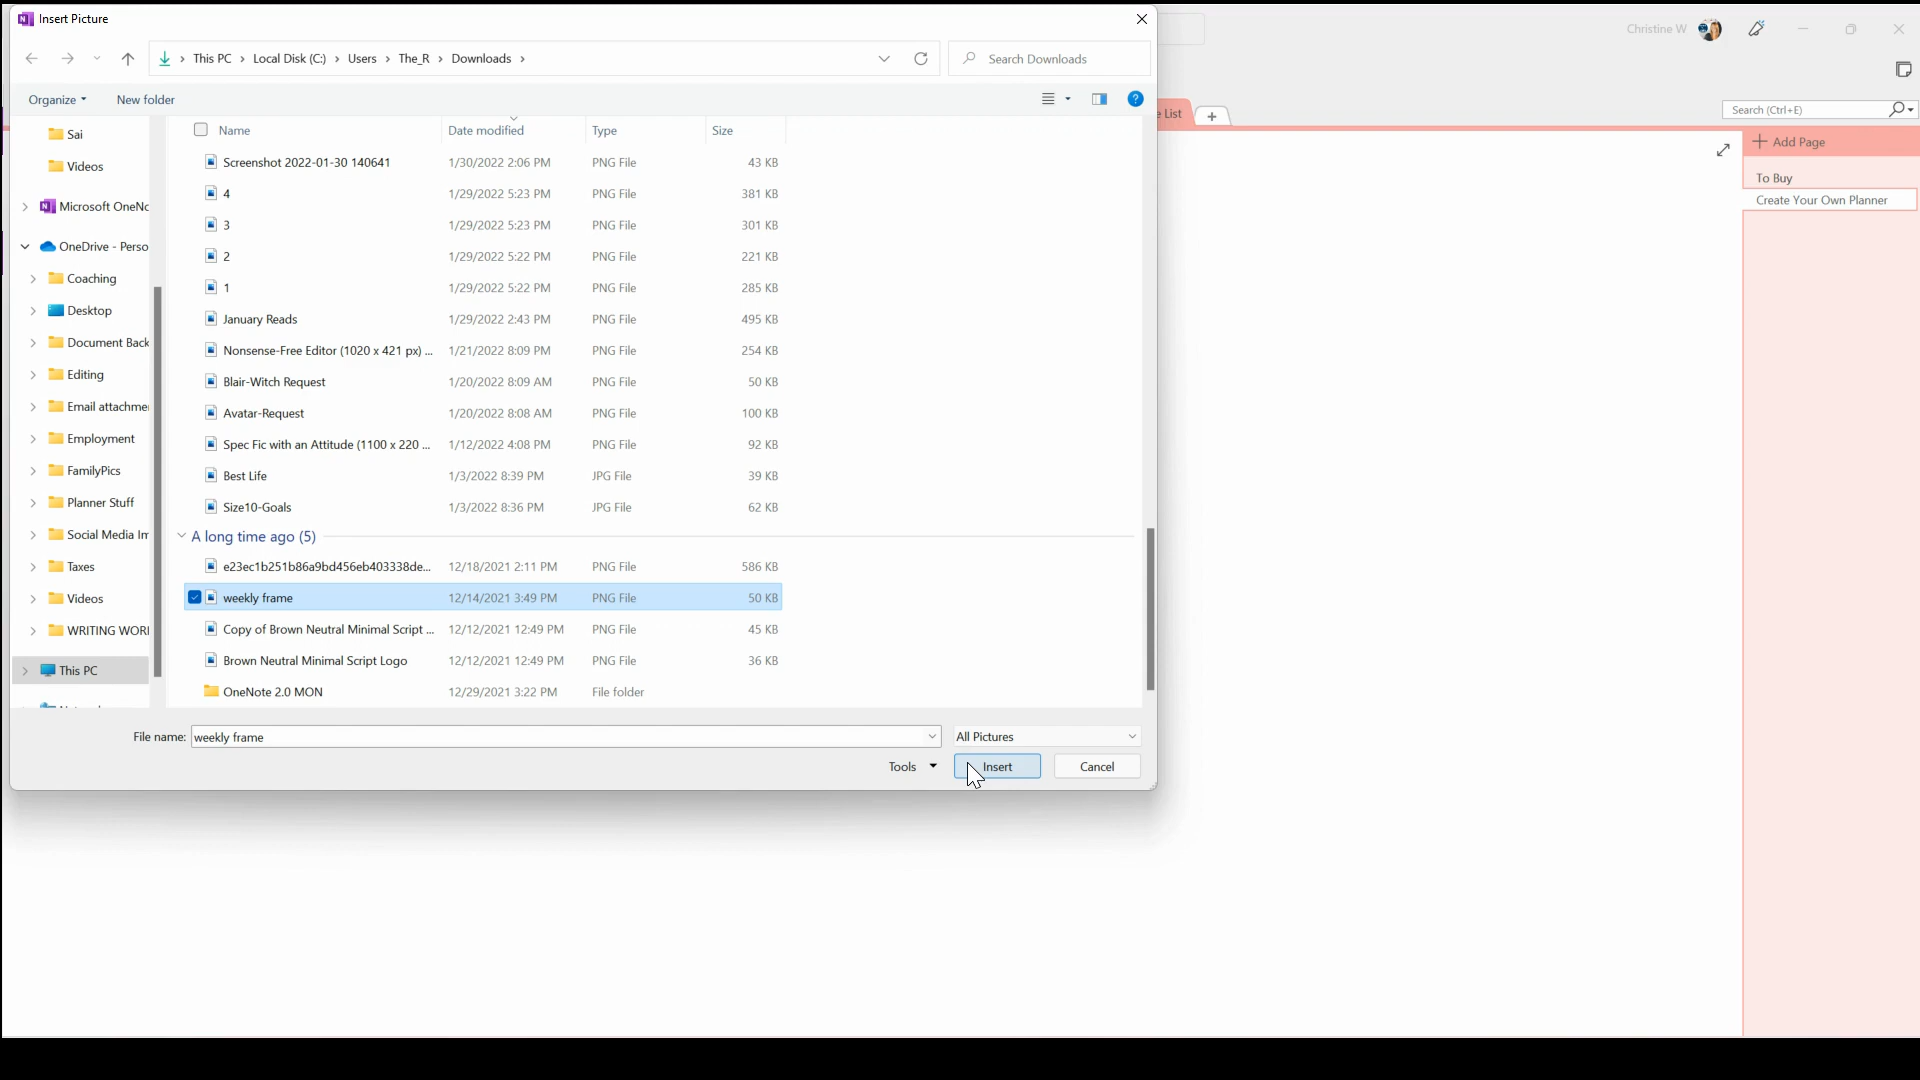 Insert Picture
This PC > Local Disk (C:) > Users > The_R > Downloads >
Search Downloads
Christine W
Organize
New folder
e List
+
Search (Ctrl+E)
Add Page
To Buy
Create Your Own Planner
Sai
Videos
Microsoft OneNo
OneDrive - Perso
Coaching
Desktop
Document Back
Editing
Email attachme
Employment
FamilyPics
Planner Stuff
Social Media Im
Taxes
Videos
WRITING WORI
This PC
Name Date modified Type Size
Screenshot 2022-01-30 140641 1/30/2022 2:06 PM PNG File 43 KB
4 1/29/2022 5:23 PM PNG File 381 KB
3 1/29/2022 5:23 PM PNG File 301 KB
2 1/29/2022 5:22 PM PNG File 221 KB
1 1/29/2022 5:22 PM PNG File 285 KB
January Reads 1/29/2022 2:43 PM PNG File 495 KB
Nonsense-Free Editor (1020 x 421 px) ... 1/21/2022 8:09 PM PNG File 254 KB
Blair-Witch Request 1/20/2022 8:09 AM PNG File 50 KB
Avatar-Request 1/20/2022 8:08 AM PNG File 100 KB
Spec Fic with an Attitude (1100 x 220 ... 1/12/2022 4:08 PM PNG File 92 KB
Best Life 1/3/2022 8:39 PM JPG File 39 KB
Size10-Goals 1/3/2022 8:36 PM JPG File 62 KB
A long time ago (5)
e23ec1b251b86a9bd456eb403338de... 12/18/2021 2:11 PM PNG File 586 KB
weekly frame 12/14/2021 3:49 PM PNG File 50 KB
Copy of Brown Neutral Minimal Script ... 12/12/2021 12:49 PM PNG File 45 KB
Brown Neutral Minimal Script Logo 12/12/2021 12:49 PM PNG File 36 KB
OneNote 2.0 MON 12/29/2021 3:22 PM File folder
File name: weekly frame
All Pictures
Tools
Insert
Cancel